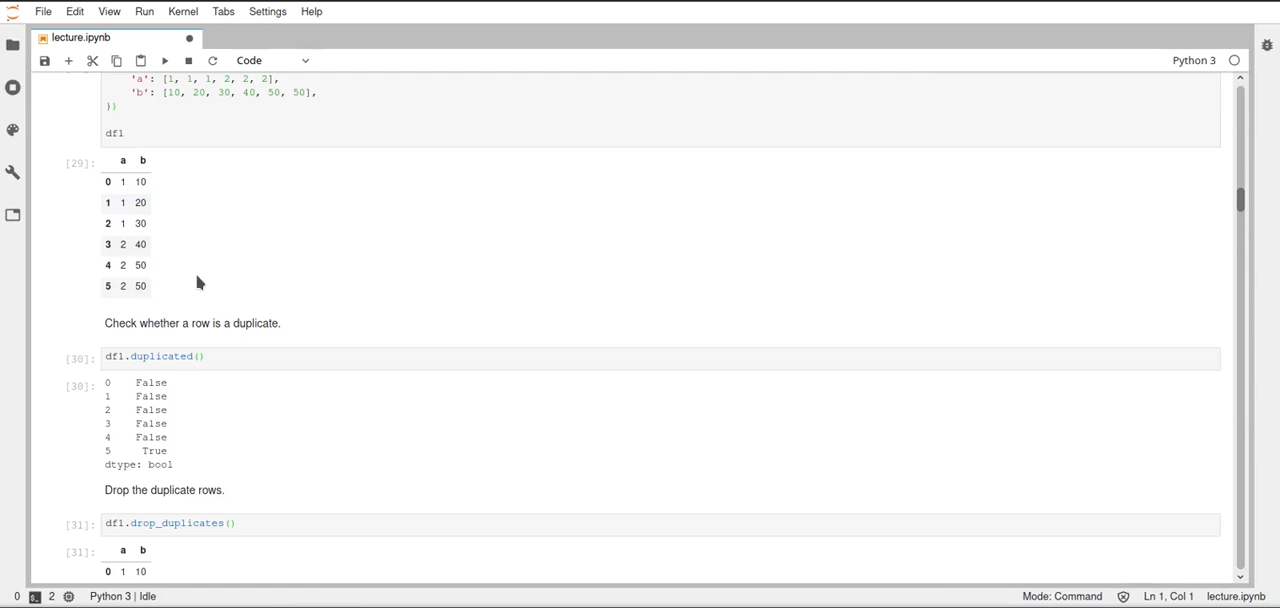 File Edit View Run Kernel Tabs Settings Help
lecture.ipynb
Code Python 3
'a': [1, 1, 1, 2, 2, 2],
'b': [10, 20, 30, 40, 50, 50],
})
df1
[29]: a b
0 1 10
1 1 20
2 1 30
3 2 40
4 2 50
5 2 50
Check whether a row is a duplicate.
[30]: df1.duplicated()
[30]: 0 False
1 False
2 False
3 False
4 False
5 True
dtype: bool
Drop the duplicate rows.
[31]: df1.drop_duplicates()
[31]: a b
0 1 10
0 2 Python 3 | Idle Mode: Command Ln 1, Col 1 lecture.ipynb